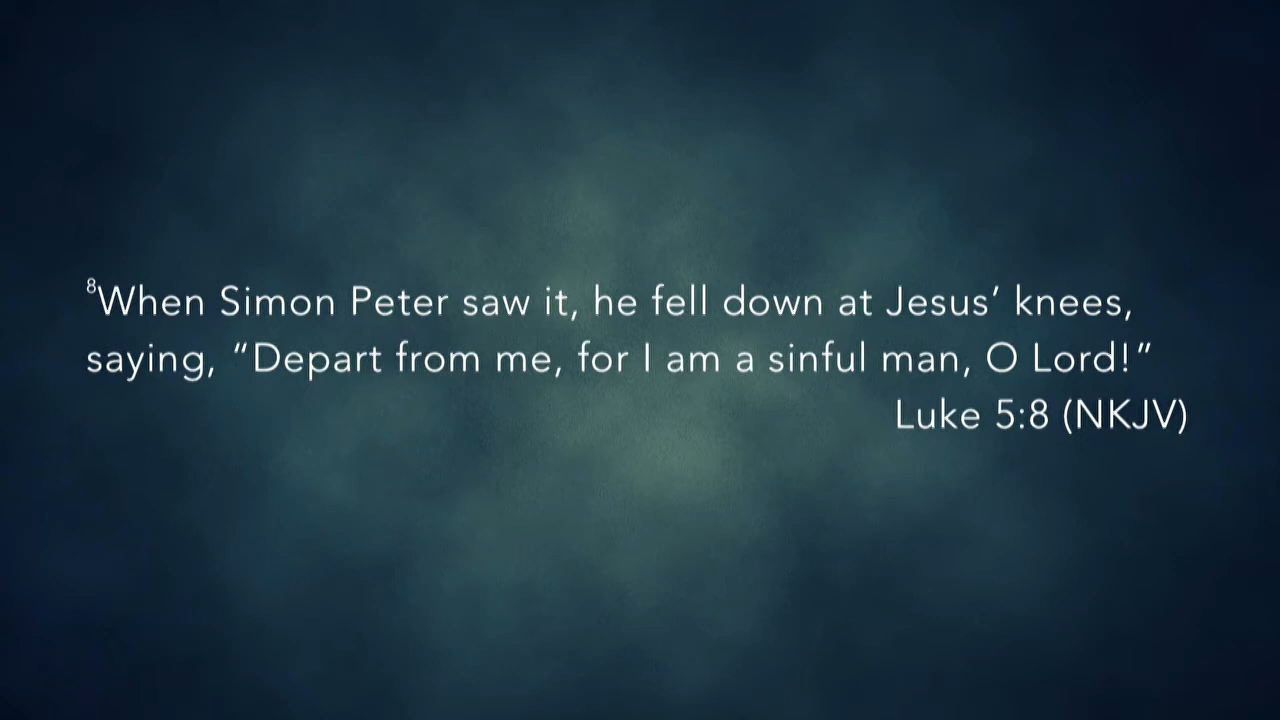 ⁸When Simon Peter saw it, he fell down at Jesus’ knees,
saying, “Depart from me, for I am a sinful man, O Lord!”
Luke 5:8 (NKJV)